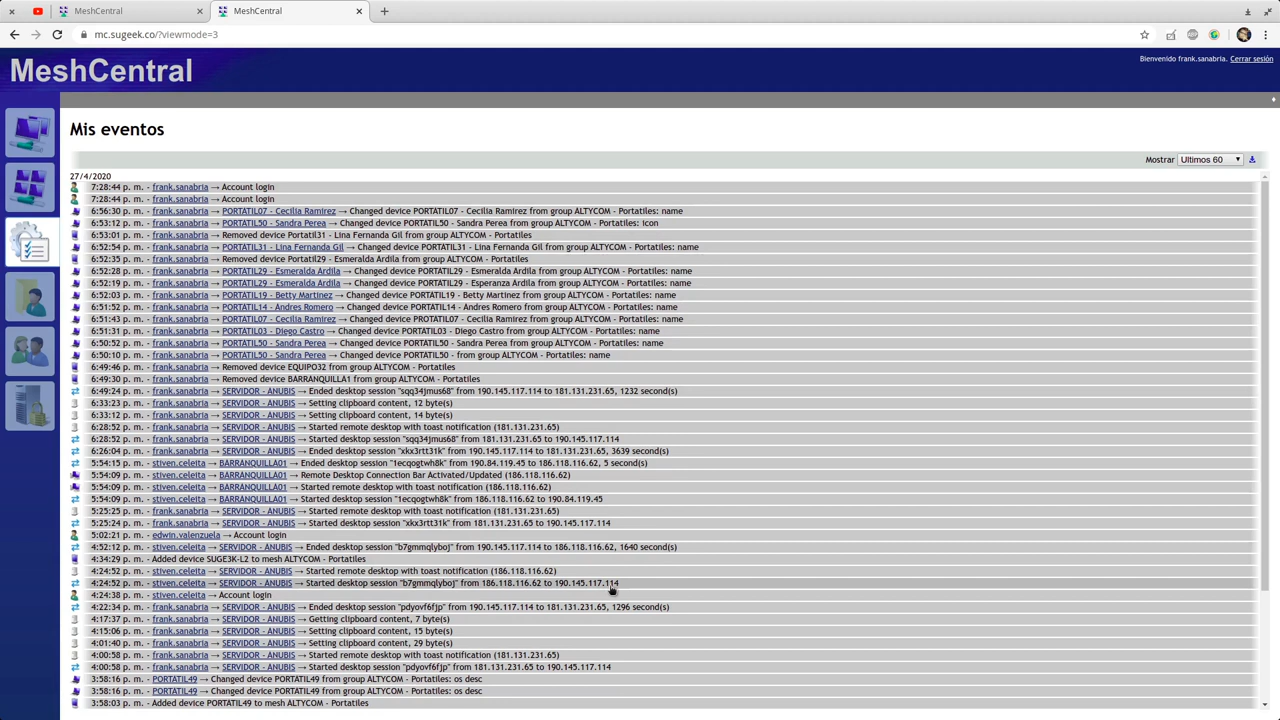 MeshCentral
MeshCentral
mc.sugeek.co/?viewmode=3
MeshCentral
Bienvenido frank.sanabria. Cerrar sesión
Mis eventos
Mostrar Ultimos 60
27/4/2020
7:28:44 p. m. - frank.sanabria → Account login
7:28:44 p. m. - frank.sanabria → Account login
6:56:30 p. m. - frank.sanabria → PORTATIL07 - Cecilia Ramirez → Changed device PORTATIL07 - Cecilia Ramirez from group ALTYCOM - Portatiles: name
6:53:12 p. m. - frank.sanabria → PORTATIL50 - Sandra Perea → Changed device PORTATIL50 - Sandra Perea from group ALTYCOM - Portatiles: icon
6:53:01 p. m. - frank.sanabria → Removed device Portatil31 - Lina Fernanda Gil from group ALTYCOM - Portatiles
6:52:54 p. m. - frank.sanabria → PORTATIL31 - Lina Fernanda Gil → Changed device PORTATIL31 - Lina Fernanda Gil from group ALTYCOM - Portatiles: name
6:52:35 p. m. - frank.sanabria → Removed device Portatil29 - Esmeralda Ardila from group ALTYCOM - Portatiles
6:52:28 p. m. - frank.sanabria → PORTATIL29 - Esmeralda Ardila → Changed device PORTATIL29 - Esmeralda Ardila from group ALTYCOM - Portatiles: name
6:52:19 p. m. - frank.sanabria → PORTATIL29 - Esmeralda Ardila → Changed device PORTATIL29 - Esperanza Ardila from group ALTYCOM - Portatiles: name
6:52:03 p. m. - frank.sanabria → PORTATIL19 - Betty Martinez → Changed device PORTATIL19 - Betty Martinez from group ALTYCOM - Portatiles: name
6:51:52 p. m. - frank.sanabria → PORTATIL14 - Andres Romero → Changed device PORTATIL14 - Andres Romero from group ALTYCOM - Portatiles: name
6:51:43 p. m. - frank.sanabria → PORTATIL07 - Cecilia Ramirez → Changed device PROTATIL07 - Cecilia Ramirez from group ALTYCOM - Portatiles: name
6:51:31 p. m. - frank.sanabria → PORTATIL03 - Diego Castro → Changed device PORTATIL03 - Diego Castro from group ALTYCOM - Portatiles: name
6:50:52 p. m. - frank.sanabria → PORTATIL50 - Sandra Perea → Changed device PORTATIL50 - Sandra Perea from group ALTYCOM - Portatiles: name
6:50:10 p. m. - frank.sanabria → PORTATIL50 - Sandra Perea → Changed device PORTATIL50 - from group ALTYCOM - Portatiles: name
6:49:46 p. m. - frank.sanabria → Removed device EQUIPO32 from group ALTYCOM - Portatiles
6:49:30 p. m. - frank.sanabria → Removed device BARRANQUILLA1 from group ALTYCOM - Portatiles
6:49:24 p. m. - frank.sanabria → SERVIDOR - ANUBIS → Ended desktop session "sqq34jmus68" from 190.145.117.114 to 181.131.231.65, 1232 second(s)
6:33:23 p. m. - frank.sanabria → SERVIDOR - ANUBIS → Setting clipboard content, 12 byte(s)
6:33:12 p. m. - frank.sanabria → SERVIDOR - ANUBIS → Setting clipboard content, 14 byte(s)
6:28:52 p. m. - frank.sanabria → SERVIDOR - ANUBIS → Started remote desktop with toast notification (181.131.231.65)
6:28:52 p. m. - frank.sanabria → SERVIDOR - ANUBIS → Started desktop session "sqq34jmus68" from 181.131.231.65 to 190.145.117.114
6:26:04 p. m. - frank.sanabria → SERVIDOR - ANUBIS → Ended desktop session "xkx3rtt31k" from 190.145.117.114 to 181.131.231.65, 3639 second(s)
5:54:15 p. m. - stiven.celeita → BARRANQUILLA01 → Ended desktop session "1ecqogtwh8k" from 190.84.119.45 to 186.118.116.62, 5 second(s)
5:54:09 p. m. - stiven.celeita → BARRANQUILLA01 → Remote Desktop Connection Bar Activated/Updated (186.118.116.62)
5:54:09 p. m. - stiven.celeita → BARRANQUILLA01 → Started remote desktop with toast notification (186.118.116.62)
5:54:09 p. m. - stiven.celeita → BARRANQUILLA01 → Started desktop session "1ecqogtwh8k" from 186.118.116.62 to 190.84.119.45
5:25:25 p. m. - frank.sanabria → SERVIDOR - ANUBIS → Started remote desktop with toast notification (181.131.231.65)
5:25:24 p. m. - frank.sanabria → SERVIDOR - ANUBIS → Started desktop session "xkx3rtt31k" from 181.131.231.65 to 190.145.117.114
5:02:21 p. m. - edwin.valenzuela → Account login
4:52:12 p. m. - stiven.celeita → SERVIDOR - ANUBIS → Ended desktop session "b7gmmqlyboj" from 190.145.117.114 to 186.118.116.62, 1640 second(s)
4:34:29 p. m. - Added device SUGE3K-L2 to mesh ALTYCOM - Portatiles
4:24:52 p. m. - stiven.celeita → SERVIDOR - ANUBIS → Started remote desktop with toast notification (186.118.116.62)
4:24:52 p. m. - stiven.celeita → SERVIDOR - ANUBIS → Started desktop session "b7gmmqlyboj" from 186.118.116.62 to 190.145.117.114
4:24:38 p. m. - stiven.celeita → Account login
4:22:34 p. m. - frank.sanabria → SERVIDOR - ANUBIS → Ended desktop session "pdyovf6fjp" from 190.145.117.114 to 181.131.231.65, 1296 second(s)
4:17:37 p. m. - frank.sanabria → SERVIDOR - ANUBIS → Getting clipboard content, 7 byte(s)
4:15:06 p. m. - frank.sanabria → SERVIDOR - ANUBIS → Setting clipboard content, 15 byte(s)
4:01:40 p. m. - frank.sanabria → SERVIDOR - ANUBIS → Setting clipboard content, 29 byte(s)
4:00:58 p. m. - frank.sanabria → SERVIDOR - ANUBIS → Started remote desktop with toast notification (181.131.231.65)
4:00:58 p. m. - frank.sanabria → SERVIDOR - ANUBIS → Started desktop session "pdyovf6fjp" from 181.131.231.65 to 190.145.117.114
3:58:16 p. m. - PORTATIL49 → Changed device PORTATIL49 from group ALTYCOM - Portatiles: os desc
3:58:16 p. m. - PORTATIL49 → Changed device PORTATIL49 from group ALTYCOM - Portatiles: os desc
3:58:03 p. m. - Added device PORTATIL49 to mesh ALTYCOM - Portatiles